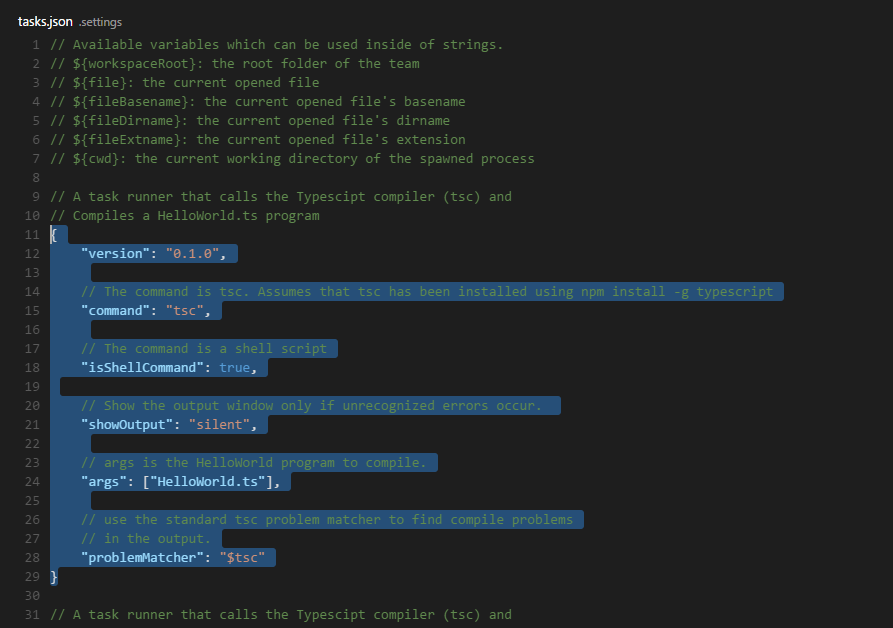 tasks.json .settings
1 // Available variables which can be used inside of strings.
2 // ${workspaceRoot}: the root folder of the team
3 // ${file}: the current opened file
4 // ${fileBasename}: the current opened file's basename
5 // ${fileDirname}: the current opened file's dirname
6 // ${fileExtname}: the current opened file's extension
7 // ${cwd}: the current working directory of the spawned process
8
9 // A task runner that calls the Typescipt compiler (tsc) and
10 // Compiles a HelloWorld.ts program
11 {
12     "version": "0.1.0",
13
14     // The command is tsc. Assumes that tsc has been installed using npm install -g typescript
15     "command": "tsc",
16
17     // The command is a shell script
18     "isShellCommand": true,
19
20     // Show the output window only if unrecognized errors occur.
21     "showOutput": "silent",
22
23     // args is the HelloWorld program to compile.
24     "args": ["HelloWorld.ts"],
25
26     // use the standard tsc problem matcher to find compile problems
27     // in the output.
28     "problemMatcher": "$tsc"
29 }
30
31 // A task runner that calls the Typescipt compiler (tsc) and